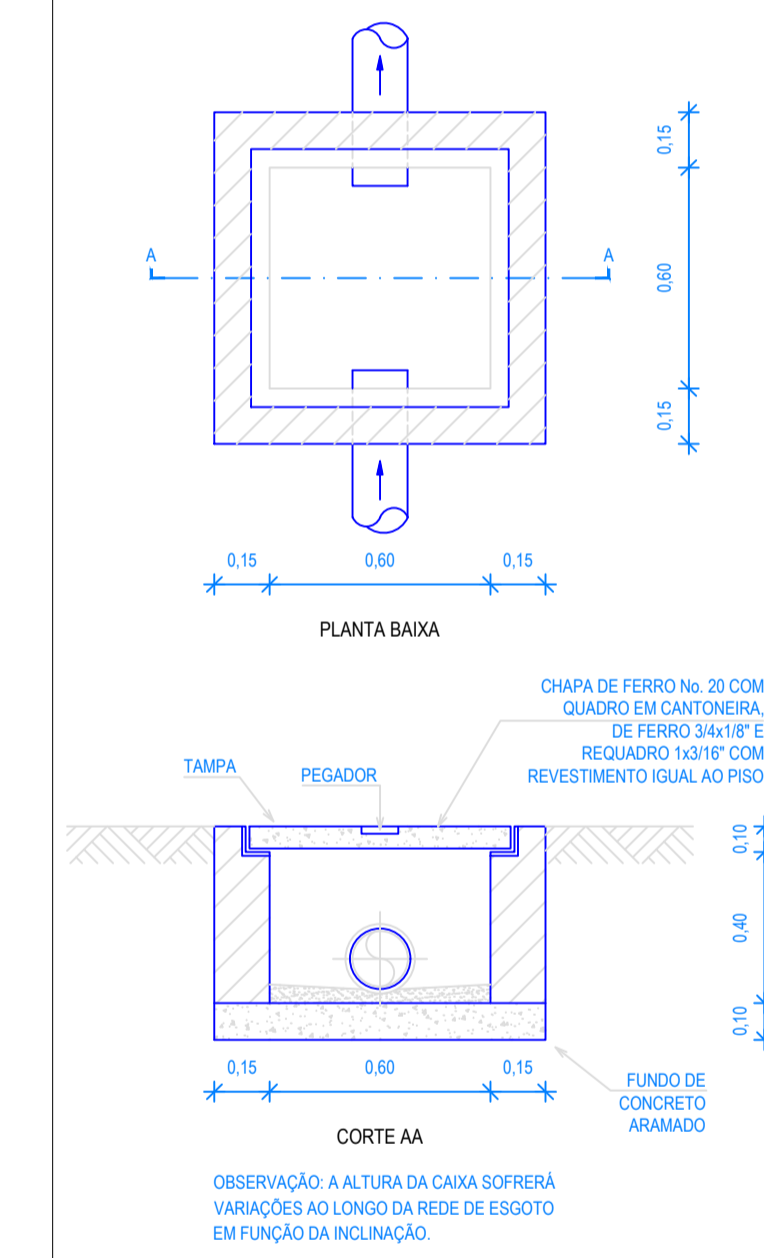 0,15
A
A
0,60
0,15
0,15
0,60
0,15
PLANTA BAIXA
CHAPA DE FERRO No. 20 COM
QUADRO EM CANTONEIRA,
DE FERRO 3/4x1/8" E
REQUADRO 1x3/16" COM
REVESTIMENTO IGUAL AO PISO
TAMPA
PEGADOR
0,10
0,40
0,10
0,15
0,60
0,15
FUNDO DE
CONCRETO
ARAMADO
CORTE AA
OBSERVAÇÃO: A ALTURA DA CAIXA SOFRERÁ
VARIAÇÕES AO LONGO DA REDE DE ESGOTO
EM FUNÇÃO DA INCLINAÇÃO.